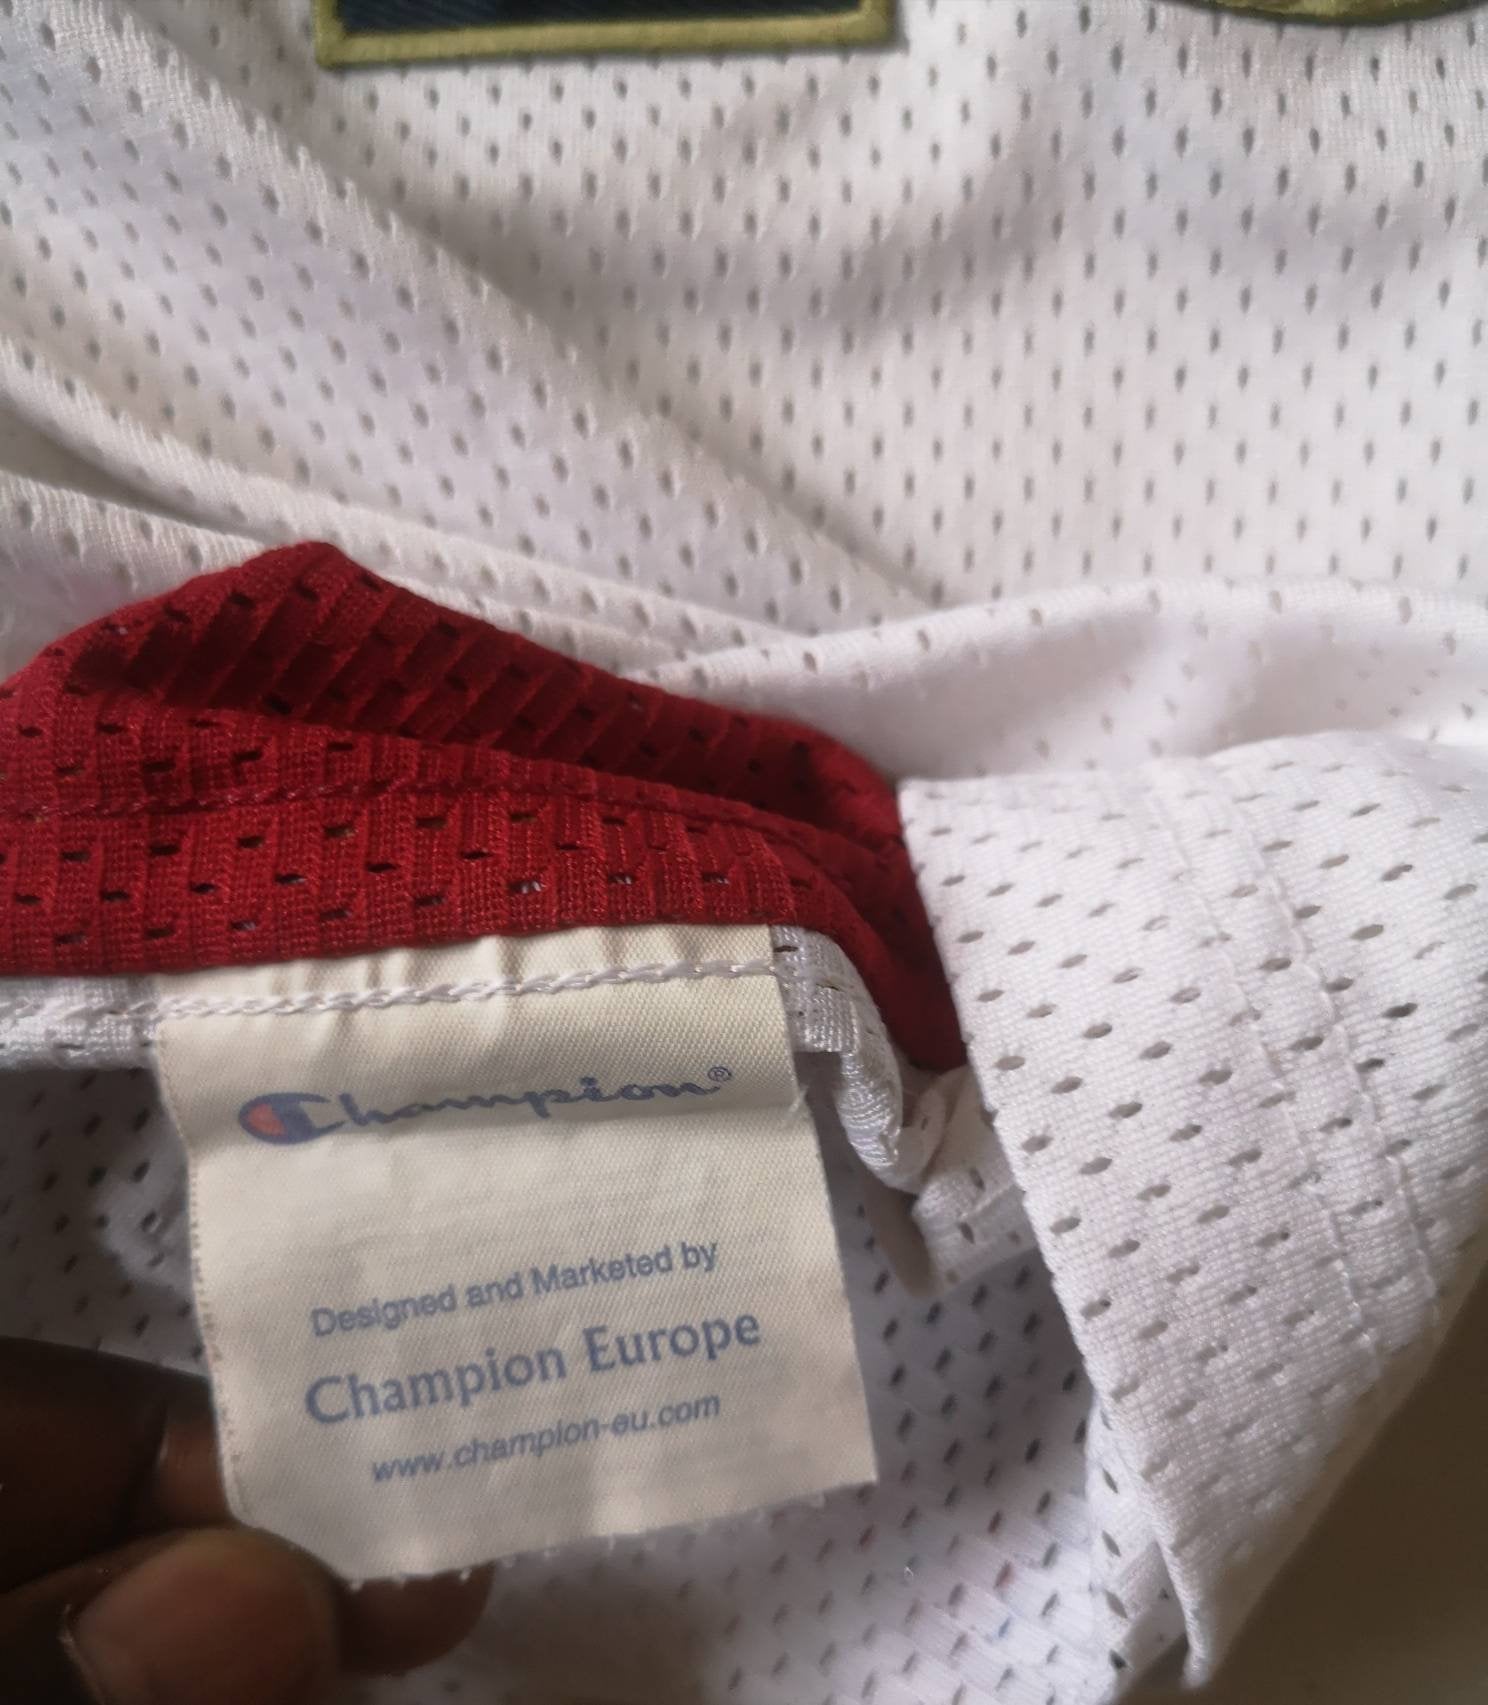 Champion®
Designed and Marketed by
Champion Europe
www.champion-eu.com